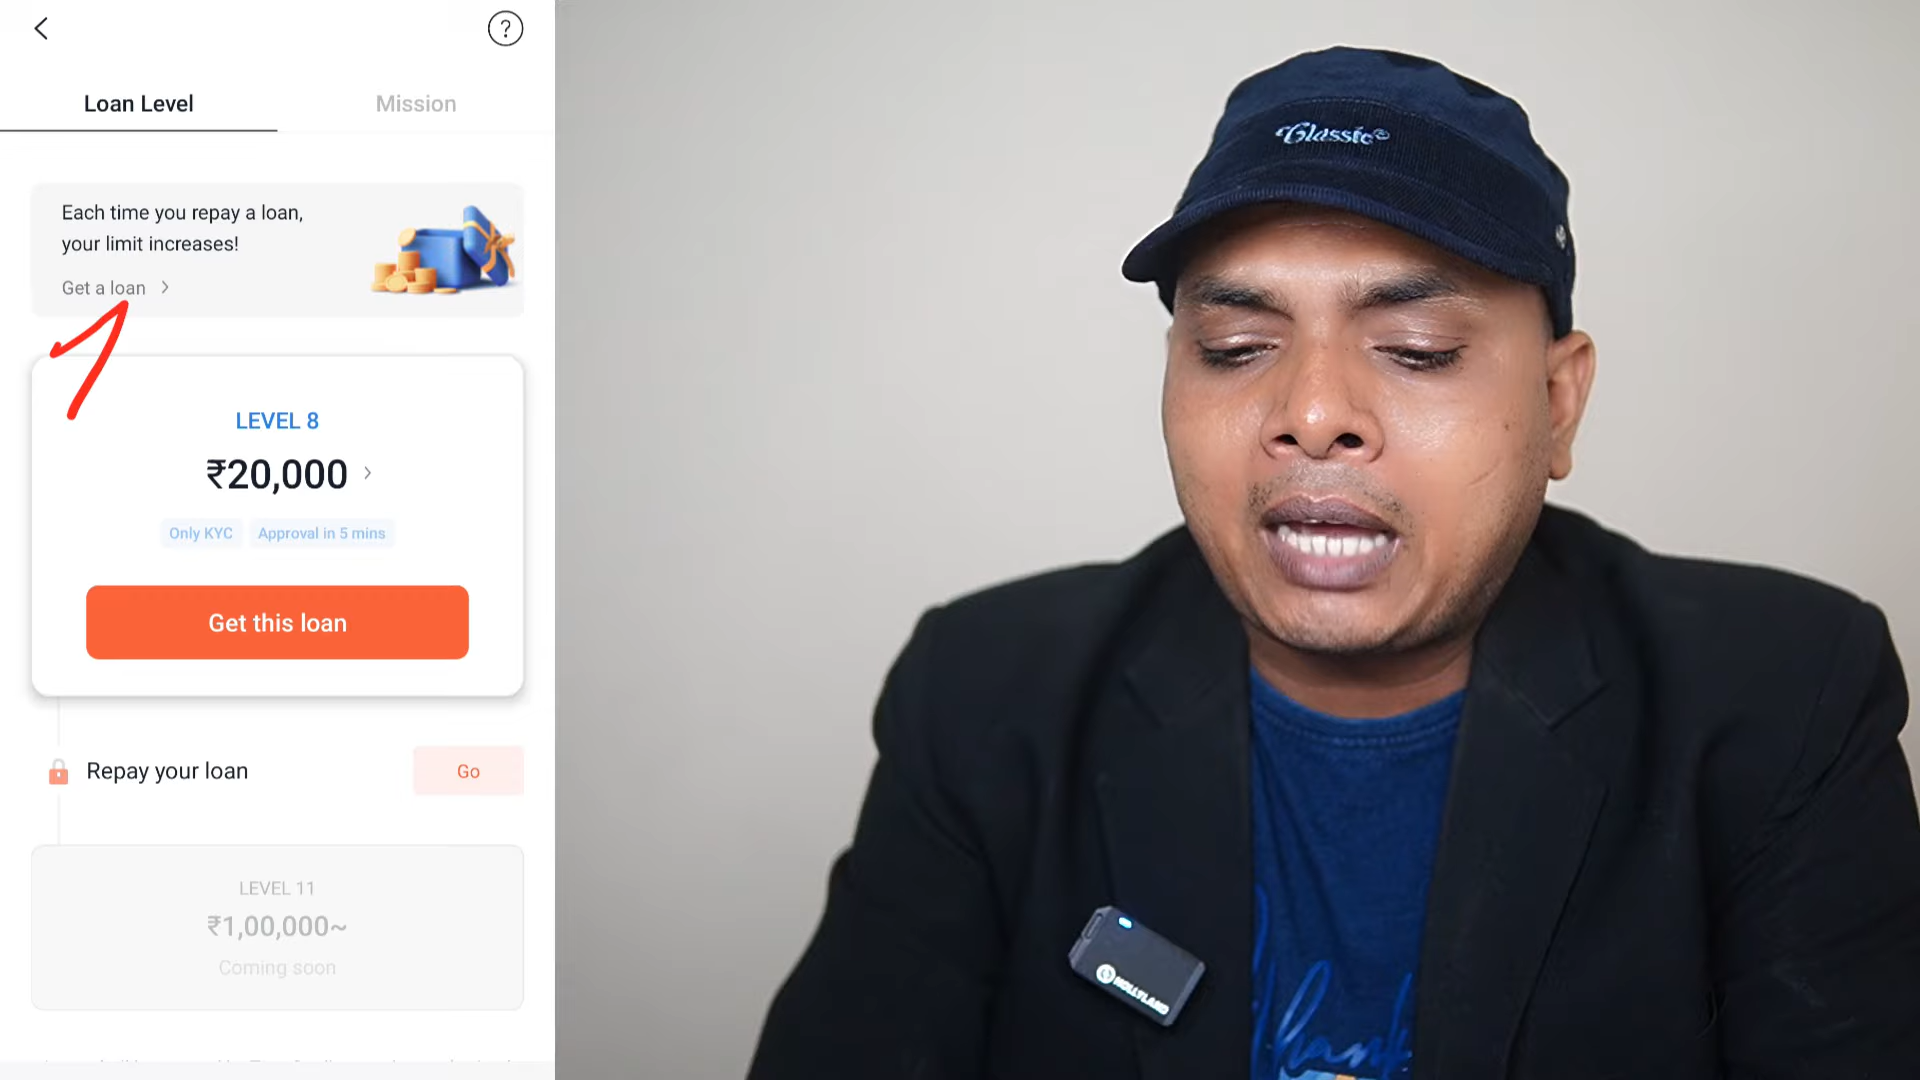 ?
Loan Level
Mission
Each time you repay a loan,
your limit increases!
Get a loan >
LEVEL 8
₹20,000 >
Only KYC
Approval in 5 mins
Get this loan
Repay your loan
Go
LEVEL 11
₹1,00,000~
Coming soon
Classic
HOLLYLAND
Thank